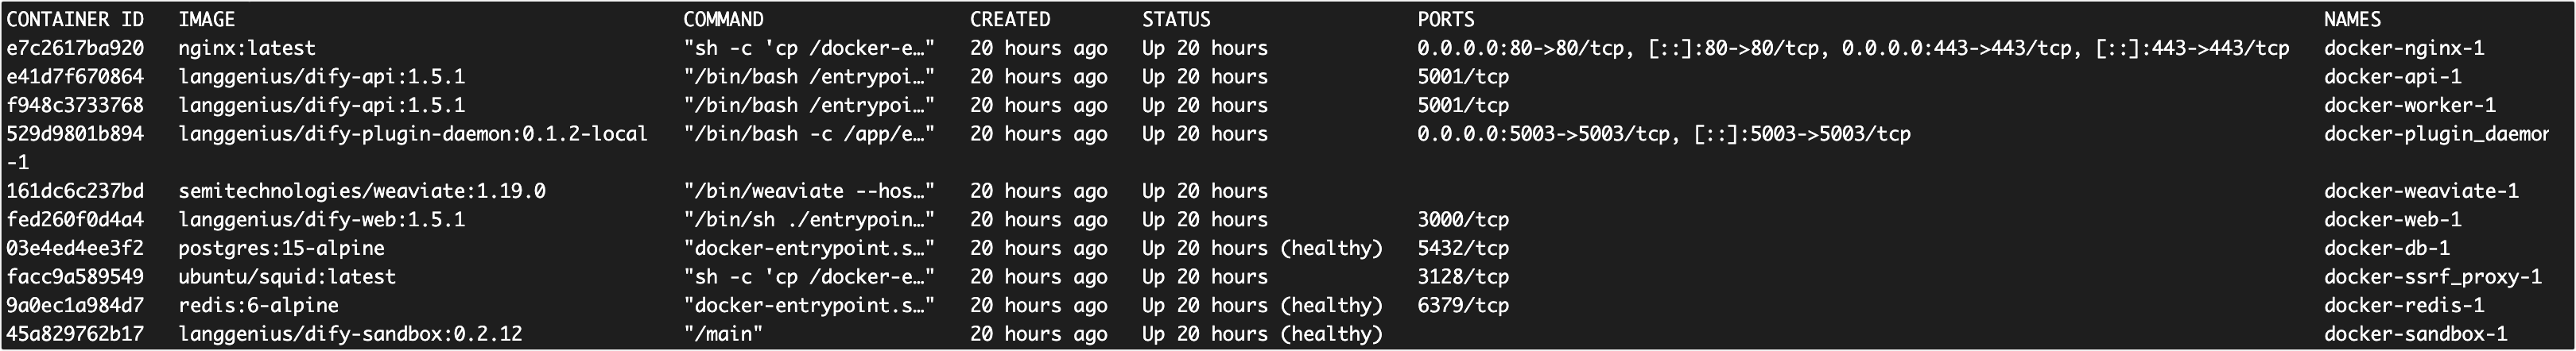 CONTAINER ID   IMAGE                                       COMMAND                  CREATED        STATUS                  PORTS                                                                          NAMES
e7c2617ba920   nginx:latest                                "sh -c 'cp /docker-e…"   20 hours ago   Up 20 hours             0.0.0.0:80->80/tcp, [::]:80->80/tcp, 0.0.0.0:443->443/tcp, [::]:443->443/tcp   docker-nginx-1
e41d7f670864   langgenius/dify-api:1.5.1                   "/bin/bash /entrypoi…"   20 hours ago   Up 20 hours             5001/tcp                                                                       docker-api-1
f948c3733768   langgenius/dify-api:1.5.1                   "/bin/bash /entrypoi…"   20 hours ago   Up 20 hours             5001/tcp                                                                       docker-worker-1
529d9801b894   langgenius/dify-plugin-daemon:0.1.2-local   "/bin/bash -c /app/e…"   20 hours ago   Up 20 hours             0.0.0.0:5003->5003/tcp, [::]:5003->5003/tcp                                    docker-plugin_daemon
-1
161dc6c237bd   semitechnologies/weaviate:1.19.0            "/bin/weaviate --hos…"   20 hours ago   Up 20 hours                                                                                            docker-weaviate-1
fed260f0d4a4   langgenius/dify-web:1.5.1                   "/bin/sh ./entrypoin…"   20 hours ago   Up 20 hours             3000/tcp                                                                       docker-web-1
03e4ed4ee3f2   postgres:15-alpine                          "docker-entrypoint.s…"   20 hours ago   Up 20 hours (healthy)   5432/tcp                                                                       docker-db-1
facc9a589549   ubuntu/squid:latest                         "sh -c 'cp /docker-e…"   20 hours ago   Up 20 hours             3128/tcp                                                                       docker-ssrf_proxy-1
9a0ec1a984d7   redis:6-alpine                              "docker-entrypoint.s…"   20 hours ago   Up 20 hours (healthy)   6379/tcp                                                                       docker-redis-1
45a829762b17   langgenius/dify-sandbox:0.2.12              "/main"                  20 hours ago   Up 20 hours (healthy)                                                                                  docker-sandbox-1